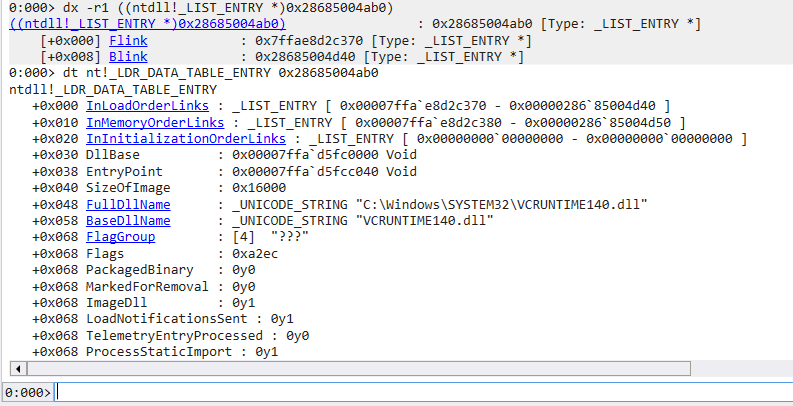 0:000> dx -r1 ((ntdll!_LIST_ENTRY *)0x28685004ab0)
((ntdll!_LIST_ENTRY *)0x28685004ab0)                 : 0x28685004ab0 [Type: _LIST_ENTRY *]
    [+0x000] Flink            : 0x7ffae8d2c370 [Type: _LIST_ENTRY *]
    [+0x008] Blink            : 0x28685004d40 [Type: _LIST_ENTRY *]
0:000> dt nt!_LDR_DATA_TABLE_ENTRY 0x28685004ab0
ntdll!_LDR_DATA_TABLE_ENTRY
   +0x000 InLoadOrderLinks : _LIST_ENTRY [ 0x00007ffa`e8d2c370 - 0x00000286`85004d40 ]
   +0x010 InMemoryOrderLinks : _LIST_ENTRY [ 0x00007ffa`e8d2c380 - 0x00000286`85004d50 ]
   +0x020 InInitializationOrderLinks : _LIST_ENTRY [ 0x00000000`00000000 - 0x00000000`00000000 ]
   +0x030 DllBase          : 0x00007ffa`d5fc0000 Void
   +0x038 EntryPoint       : 0x00007ffa`d5fcc040 Void
   +0x040 SizeOfImage      : 0x16000
   +0x048 FullDllName      : _UNICODE_STRING "C:\Windows\SYSTEM32\VCRUNTIME140.dll"
   +0x058 BaseDllName      : _UNICODE_STRING "VCRUNTIME140.dll"
   +0x068 FlagGroup        : [4]  "???"
   +0x068 Flags            : 0xa2ec
   +0x068 PackagedBinary   : 0y0
   +0x068 MarkedForRemoval : 0y0
   +0x068 ImageDll         : 0y1
   +0x068 LoadNotificationsSent : 0y1
   +0x068 TelemetryEntryProcessed : 0y0
   +0x068 ProcessStaticImport : 0y1
0:000>